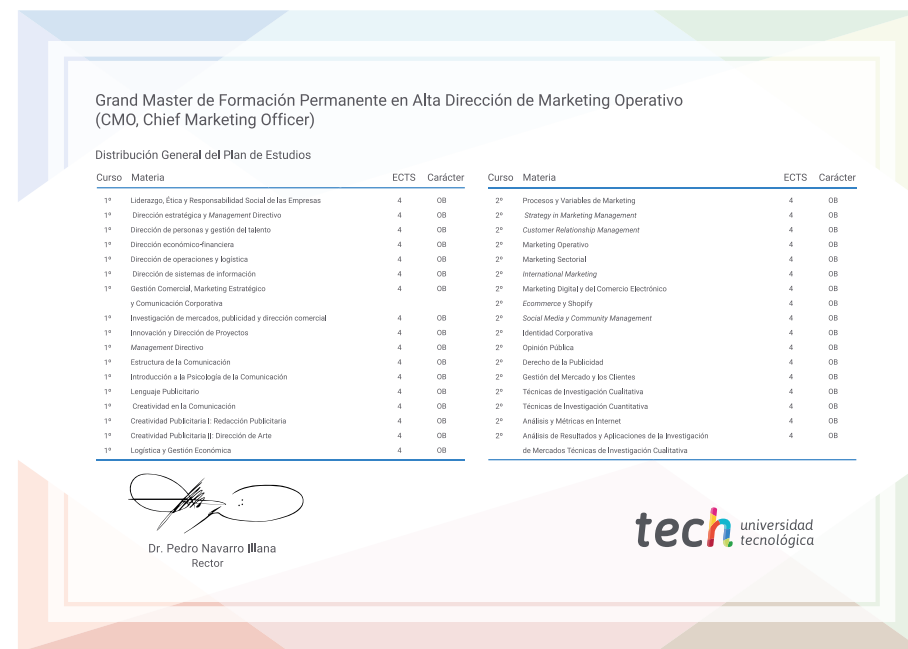 Grand Master de Formación Permanente en Alta Dirección de Marketing Operativo
(CMO, Chief Marketing Officer)
Distribución General del Plan de Estudios
Curso Materia ECTS Carácter
1º Liderazgo, Ética y Responsabilidad Social de las Empresas 4 OB
1º Dirección estratégica y Management Directivo 4 OB
1º Dirección de personas y gestión del talento 4 OB
1º Dirección económico-financiera 4 OB
1º Dirección de operaciones y logística 4 OB
1º Dirección de sistemas de información 4 OB
1º Gestión Comercial, Marketing Estratégico 4 OB
y Comunicación Corporativa
1º Investigación de mercados, publicidad y dirección comercial 4 OB
1º Innovación y Dirección de Proyectos 4 OB
1º Management Directivo 4 OB
1º Estructura de la Comunicación 4 OB
1º Introducción a la Psicología de la Comunicación 4 OB
1º Lenguaje Publicitario 4 OB
1º Creatividad en la Comunicación 4 OB
1º Creatividad Publicitaria I: Redacción Publicitaria 4 OB
1º Creatividad Publicitaria II: Dirección de Arte 4 OB
1º Logística y Gestión Económica 4 OB
Curso Materia ECTS Carácter
2º Procesos y Variables de Marketing 4 OB
2º Strategy in Marketing Management 4 OB
2º Customer Relationship Management 4 OB
2º Marketing Operativo 4 OB
2º Marketing Sectorial 4 OB
2º International Marketing 4 OB
2º Marketing Digital y del Comercio Electrónico 4 OB
2º Ecommerce y Shopify 4 OB
2º Social Media y Community Management 4 OB
2º Identidad Corporativa 4 OB
2º Opinión Pública 4 OB
2º Derecho de la Publicidad 4 OB
2º Gestión del Mercado y los Clientes 4 OB
2º Técnicas de Investigación Cualitativa 4 OB
2º Técnicas de Investigación Cuantitativa 4 OB
2º Análisis y Métricas en Internet 4 OB
2º Análisis de Resultados y Aplicaciones de la Investigación 4 OB
de Mercados Técnicas de Investigación Cualitativa
Dr. Pedro Navarro Illana
Rector
tech universidad
tecnológica